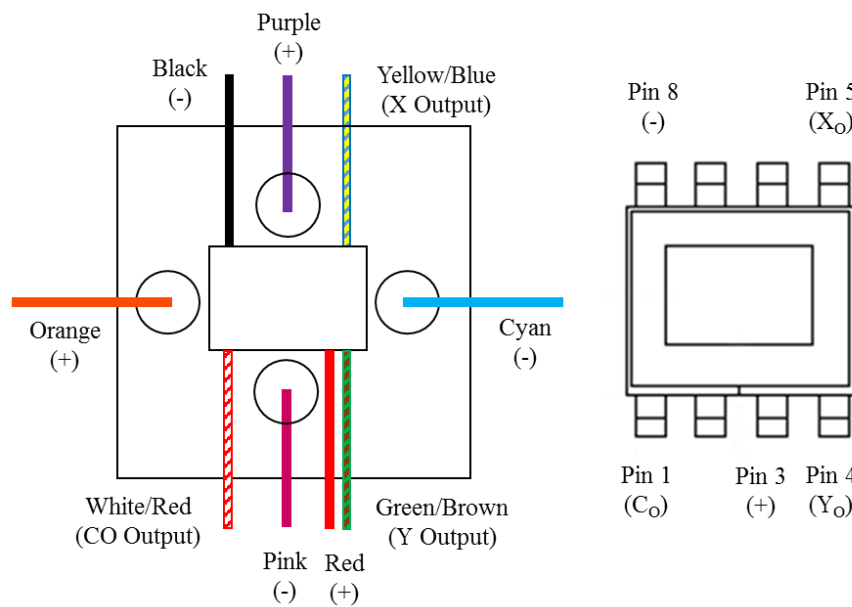 Purple
(+)
Black
(-)
Yellow/Blue
(X Output)
Orange
(+)
Cyan
(-)
White/Red
(CO Output)
Green/Brown
(Y Output)
Pink
(-)
Red
(+)
Pin 8
(-)
Pin 5
(XO)
Pin 1
(CO)
Pin 3
(+)
Pin 4
(YO)